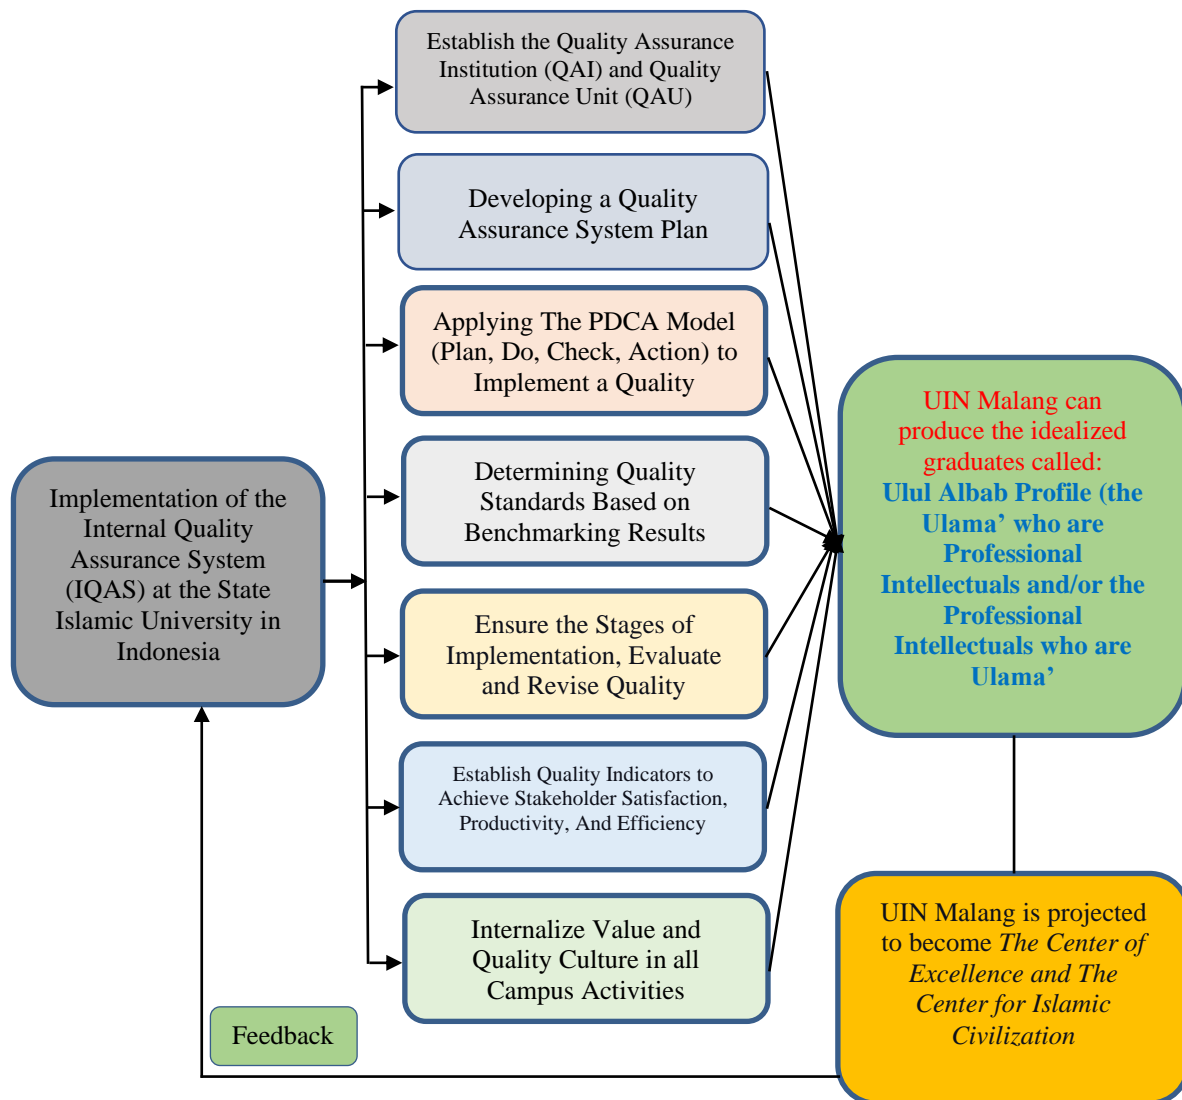 Establish the Quality Assurance
Institution (QAI) and Quality
Assurance Unit (QAU)
Developing a Quality
Assurance System Plan
Applying The PDCA Model
(Plan, Do, Check, Action) to
Implement a Quality
Determining Quality
Standards Based on
Benchmarking Results
Ensure the Stages of
Implementation, Evaluate
and Revise Quality
Establish Quality Indicators to
Achieve Stakeholder Satisfaction,
Productivity, And Efficiency
Internalize Value and
Quality Culture in all
Campus Activities
Implementation of the
Internal Quality
Assurance System
(IQAS) at the State
Islamic University in
Indonesia
UIN Malang can
produce the idealized
graduates called:
Ulul Albab Profile (the
Ulama’ who are
Professional
Intellectuals and/or the
Professional
Intellectuals who are
Ulama’
UIN Malang is projected
to become The Center of
Excellence and The
Center for Islamic
Civilization
Feedback